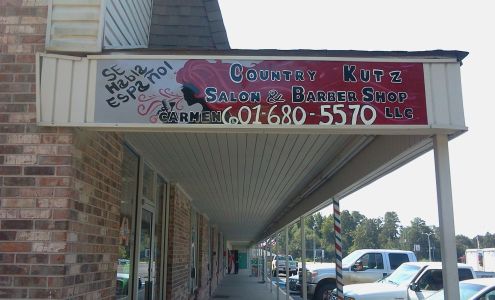 SE
Habla
ESPAñol
COUNTRY KUTZ
SALON & BARBER SHOP
CARMEN 601-680-5570 LLC